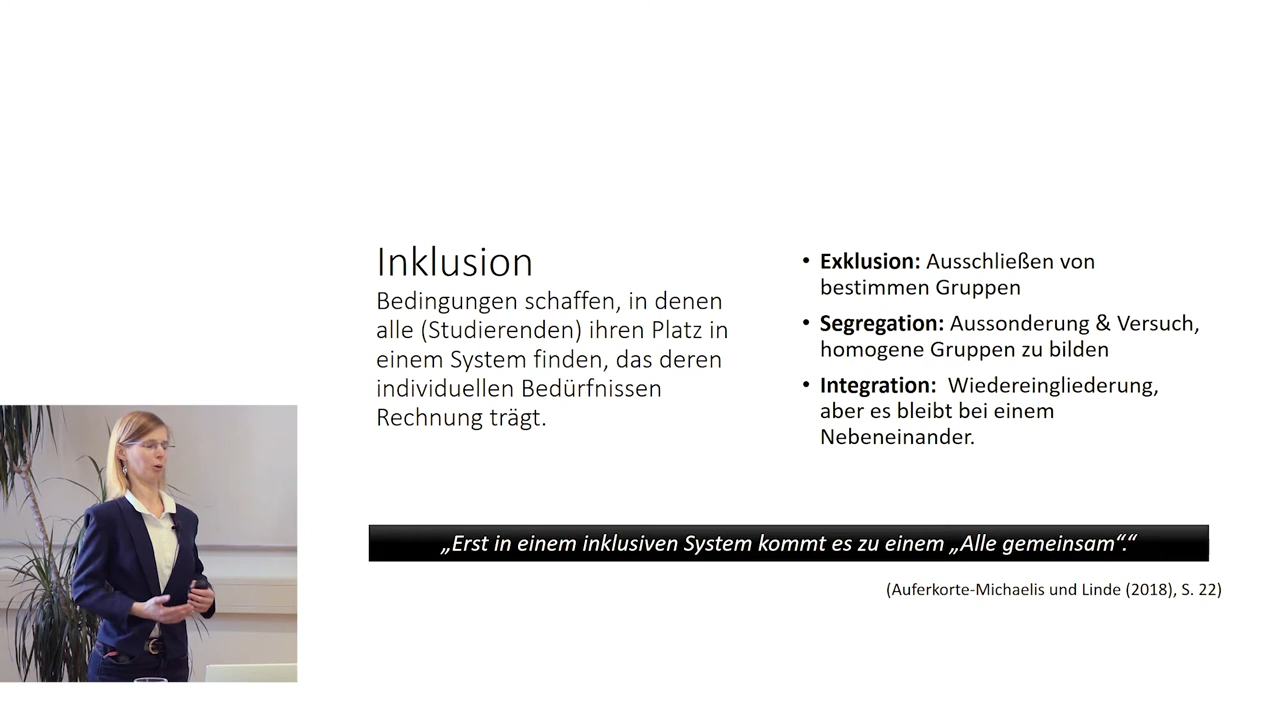 Inklusion
Bedingungen schaffen, in denen
alle (Studierenden) ihren Platz in
einem System finden, das deren
individuellen Bedürfnissen
Rechnung trägt.
• Exklusion: Ausschließen von
bestimmen Gruppen
• Segregation: Aussonderung & Versuch,
homogene Gruppen zu bilden
• Integration: Wiedereingliederung,
aber es bleibt bei einem
Nebeneinander.
„Erst in einem inklusiven System kommt es zu einem „Alle gemeinsam“.“
(Auferkorte-Michaelis und Linde (2018), S. 22)